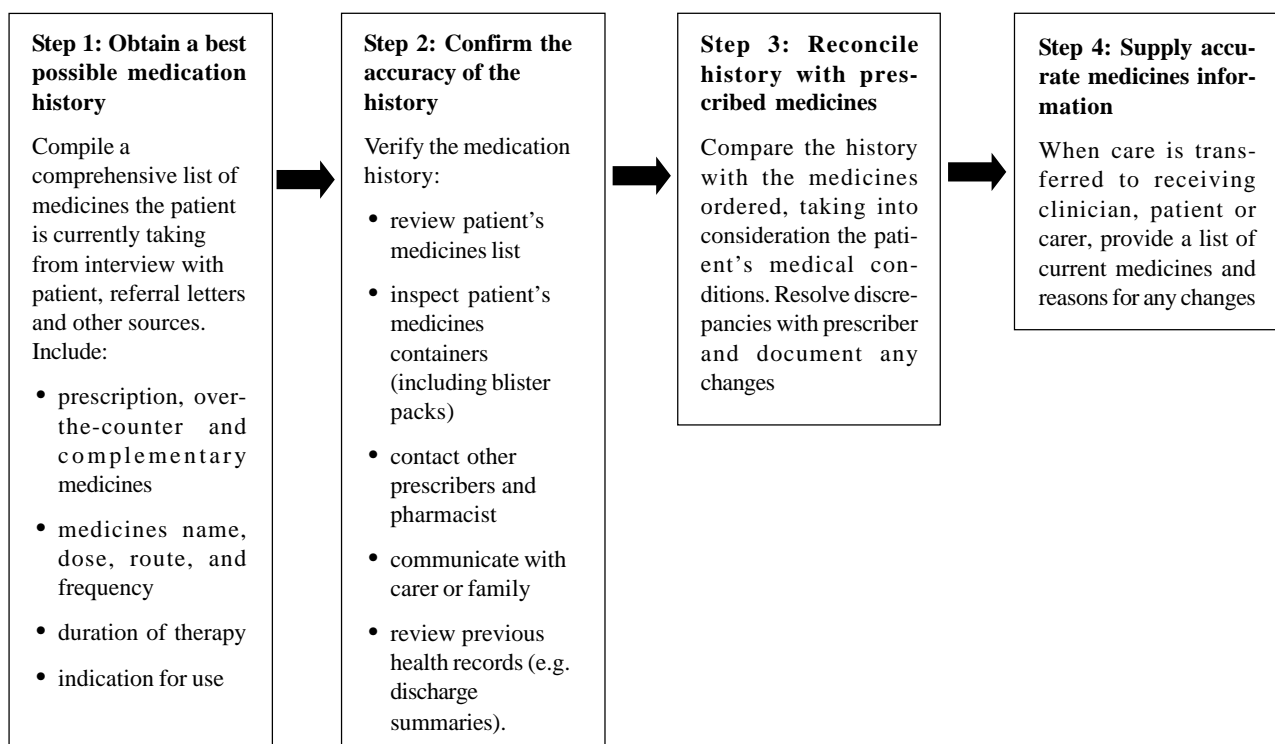 Step 1: Obtain a best
possible medication
history
Compile a
comprehensive list of
medicines the patient
is currently taking
from interview with
patient, referral letters
and other sources.
Include:
• prescription, over-
the-counter and
complementary
medicines
• medicines name,
dose, route, and
frequency
• duration of therapy
• indication for use
Step 2: Confirm the
accuracy of the
history
Verify the medication
history:
• review patient's
medicines list
• inspect patient's
medicines
containers
(including blister
packs)
• contact other
prescribers and
pharmacist
• communicate with
carer or family
• review previous
health records (e.g.
discharge
summaries).
Step 3: Reconcile
history with pres-
cribed medicines
Compare the history
with the medicines
ordered, taking into
consideration the pati-
ent's medical con-
ditions. Resolve discre-
pancies with prescriber
and document any
changes
Step 4: Supply accu-
rate medicines infor-
mation
When care is trans-
ferred to receiving
clinician, patient or
carer, provide a list of
current medicines and
reasons for any changes